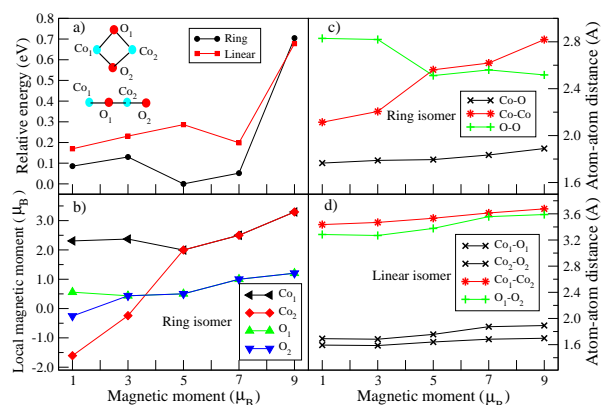 a)
O₁
Co₁
Co₂
O₂
Co₁
Co₂
O₁
O₂
Ring
Linear
Relative energy (eV)
0.8
0.7
0.6
0.5
0.4
0.3
0.2
0.1
0.0
c)
Ring isomer
Co-O
Co-Co
O-O
2.8
2.4
2.0
1.6
Atom-atom distance (A)
b)
Ring isomer
Co₁
Co₂
O₁
O₂
Local magnetic moment (μ_B)
3.0
2.0
1.0
0.0
-1.0
-2.0
1 3 5 7 9
Magnetic moment (μ_B)
d)
Linear isomer
Co₁-O₁
Co₂-O₂
Co₁-Co₂
O₁-O₂
3.6
3.2
2.8
2.4
2.0
1.6
Atom-atom distance (A)
1 3 5 7 9
Magnetic moment (μ_B)